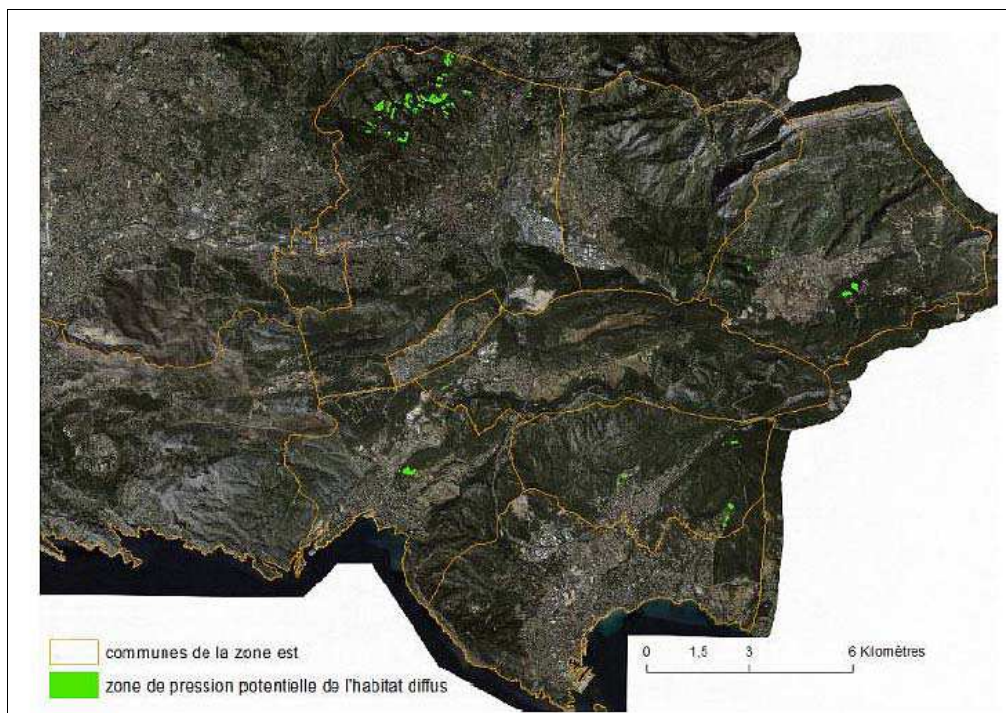 communes de la zone est
zone de pression potentielle de l'habitat diffus
0 1,5 3 6 Kilomètres